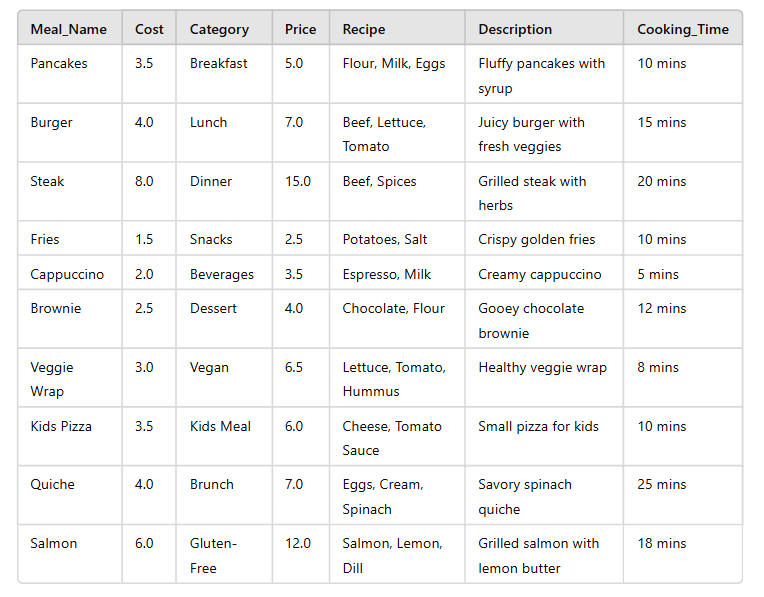 Meal_Name Cost Category Price Recipe Description Cooking_Time
Pancakes 3.5 Breakfast 5.0 Flour, Milk, Eggs Fluffy pancakes with
syrup 10 mins
Burger 4.0 Lunch 7.0 Beef, Lettuce,
Tomato Juicy burger with
fresh veggies 15 mins
Steak 8.0 Dinner 15.0 Beef, Spices Grilled steak with
herbs 20 mins
Fries 1.5 Snacks 2.5 Potatoes, Salt Crispy golden fries 10 mins
Cappuccino 2.0 Beverages 3.5 Espresso, Milk Creamy cappuccino 5 mins
Brownie 2.5 Dessert 4.0 Chocolate, Flour Gooey chocolate
brownie 12 mins
Veggie
Wrap 3.0 Vegan 6.5 Lettuce, Tomato,
Hummus Healthy veggie wrap 8 mins
Kids Pizza 3.5 Kids Meal 6.0 Cheese, Tomato
Sauce Small pizza for kids 10 mins
Quiche 4.0 Brunch 7.0 Eggs, Cream,
Spinach Savory spinach
quiche 25 mins
Salmon 6.0 Gluten-
Free 12.0 Salmon, Lemon,
Dill Grilled salmon with
lemon butter 18 mins